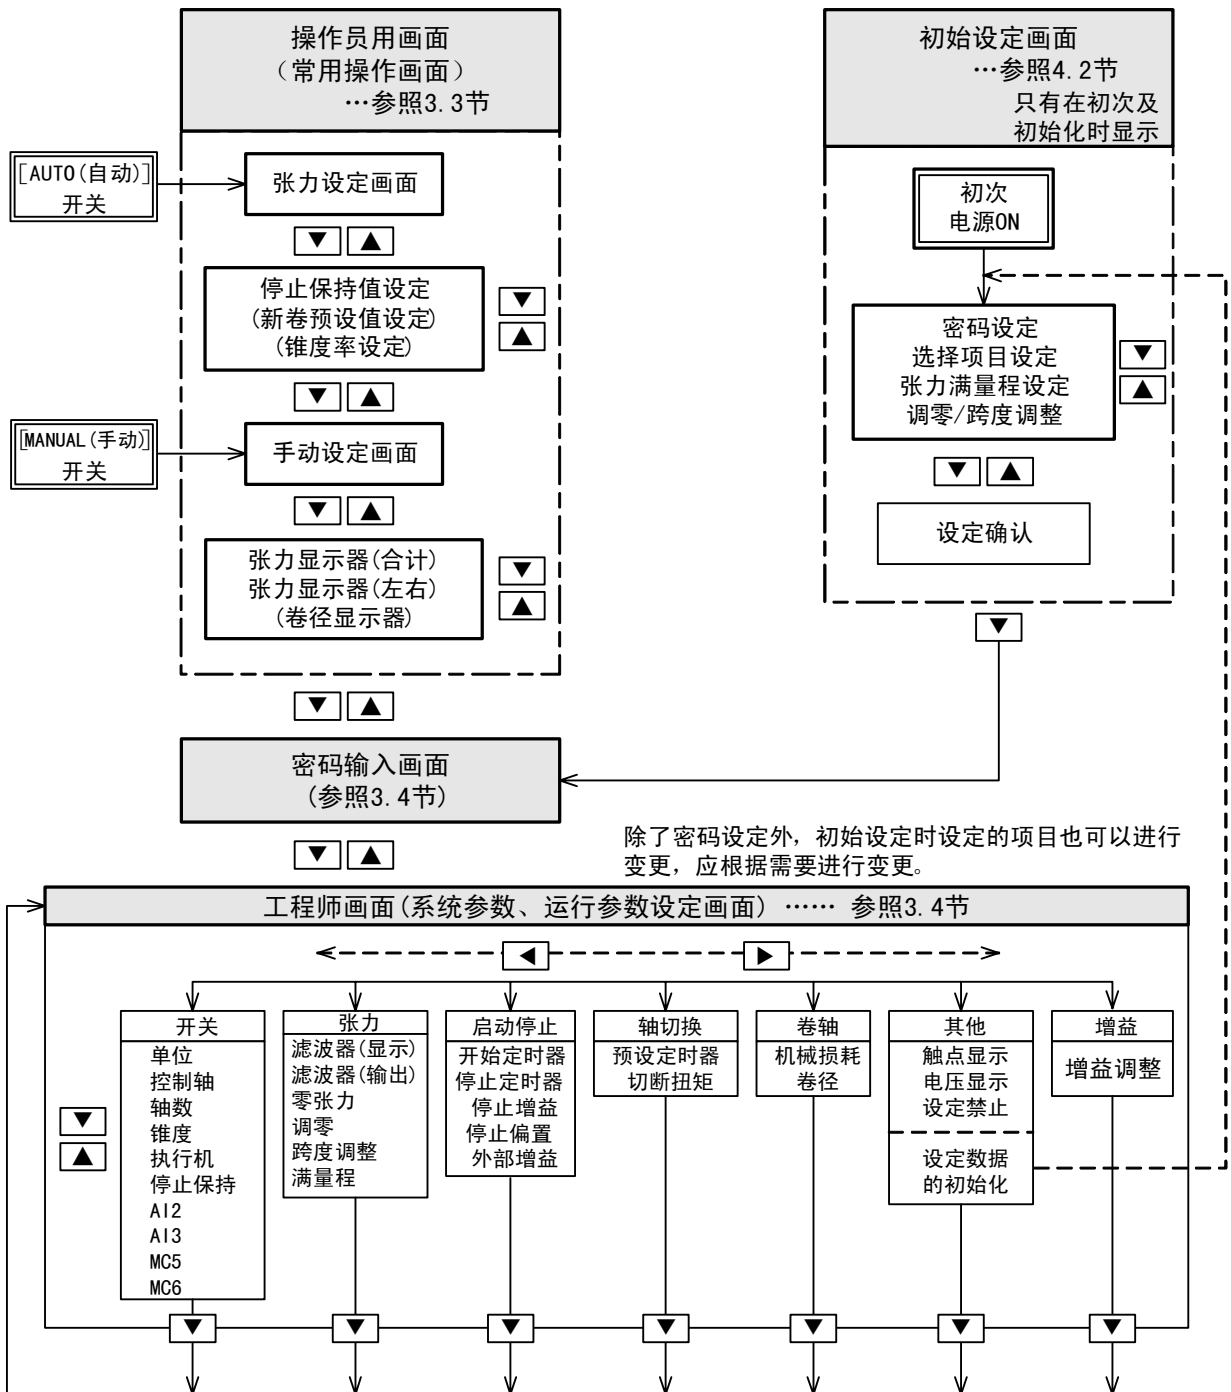 操作员用画面
（常用操作画面）
…参照3.3节
[AUTO(自动)]
开关
张力设定画面
▼ ▲
停止保持值设定
(新卷预设值设定)
(锥度率设定)
▼
▲
▼ ▲
[MANUAL(手动)]
开关
手动设定画面
▼ ▲
张力显示器(合计)
张力显示器(左右)
(卷径显示器)
▼
▲
▼ ▲
初始设定画面
…参照4.2节
只有在初次及
初始化时显示
初次
电源ON
密码设定
选择项目设定
张力满量程设定
调零/跨度调整
▼
▲
▼ ▲
设定确认
▼
密码输入画面
(参照3.4节)
▼ ▲
除了密码设定外，初始设定时设定的项目也可以进行
变更，应根据需要进行变更。
工程师画面(系统参数、运行参数设定画面) …… 参照3.4节
◀ ▶
▼
▲
开关
单位
控制轴
轴数
锥度
执行机
停止保持
AI2
AI3
MC5
MC6
张力
滤波器(显示)
滤波器(输出)
零张力
调零
跨度调整
满量程
启动停止
开始定时器
停止定时器
停止增益
停止偏置
外部增益
轴切换
预设定时器
切断扭矩
卷轴
机械损耗
卷径
其他
触点显示
电压显示
设定禁止
设定数据
的初始化
增益
增益调整
▼ ▼ ▼ ▼ ▼ ▼ ▼